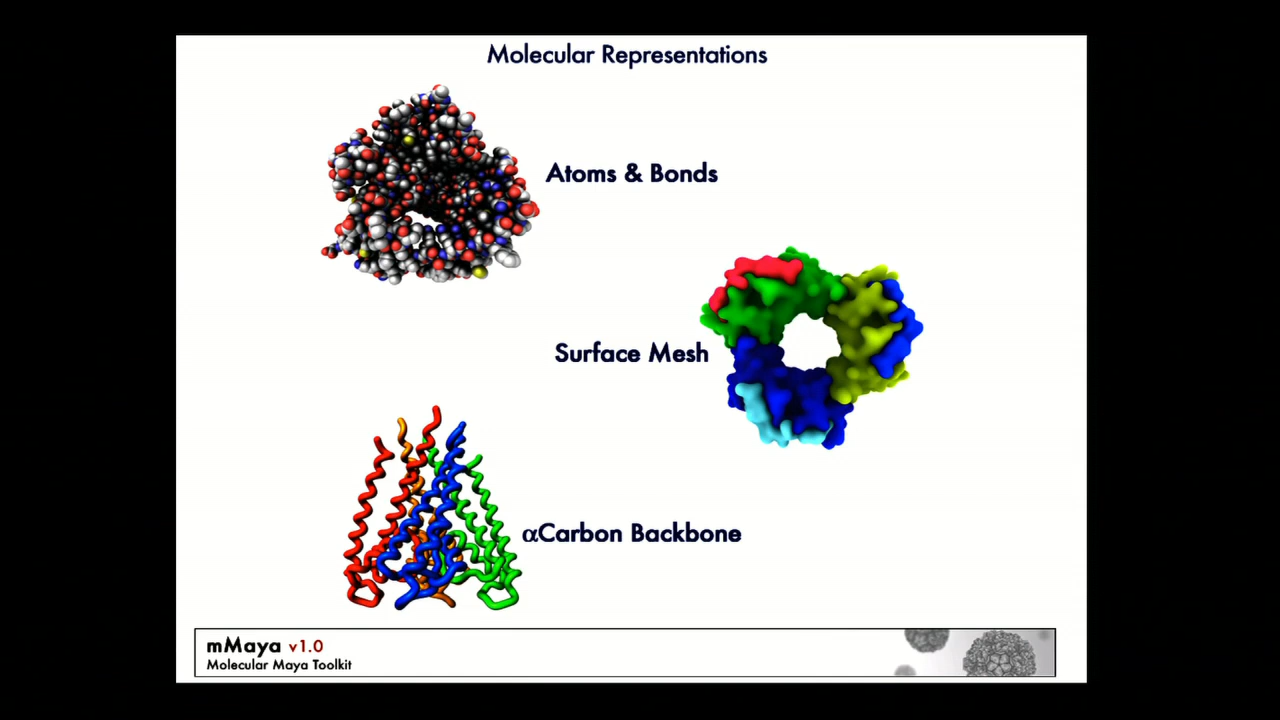 Molecular Representations
Atoms & Bonds
Surface Mesh
αCarbon Backbone
mMaya v1.0
Molecular Maya Toolkit